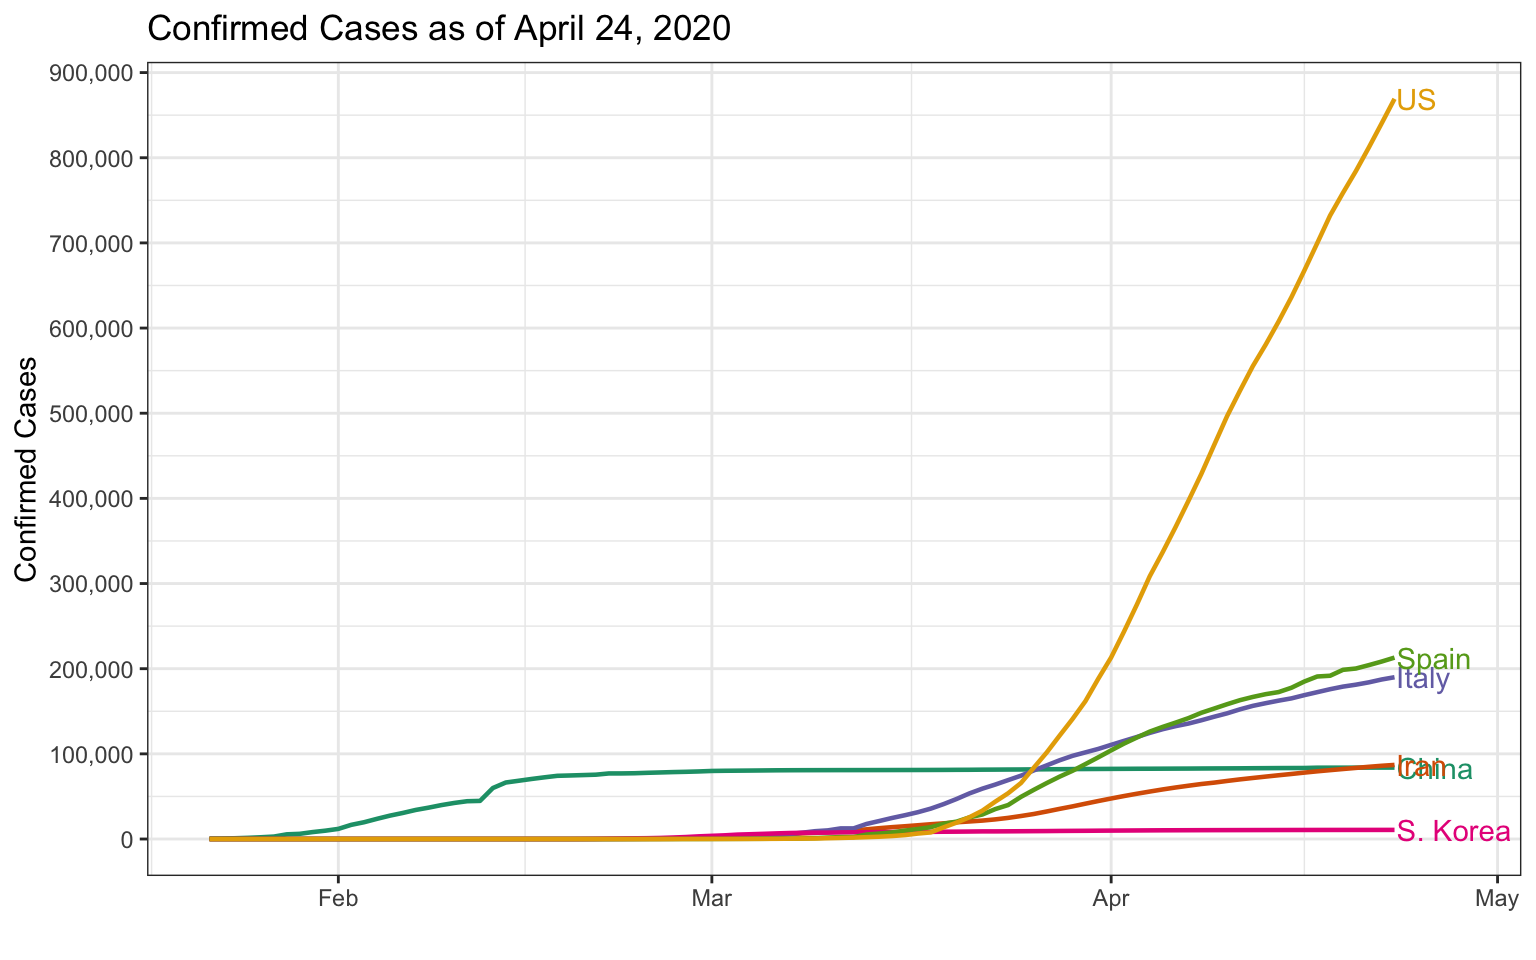 Confirmed Cases as of April 24, 2020
Confirmed Cases
900,000
800,000
700,000
600,000
500,000
400,000
300,000
200,000
100,000
0
US
Spain
Italy
Iran
China
S. Korea
Feb
Mar
Apr
May